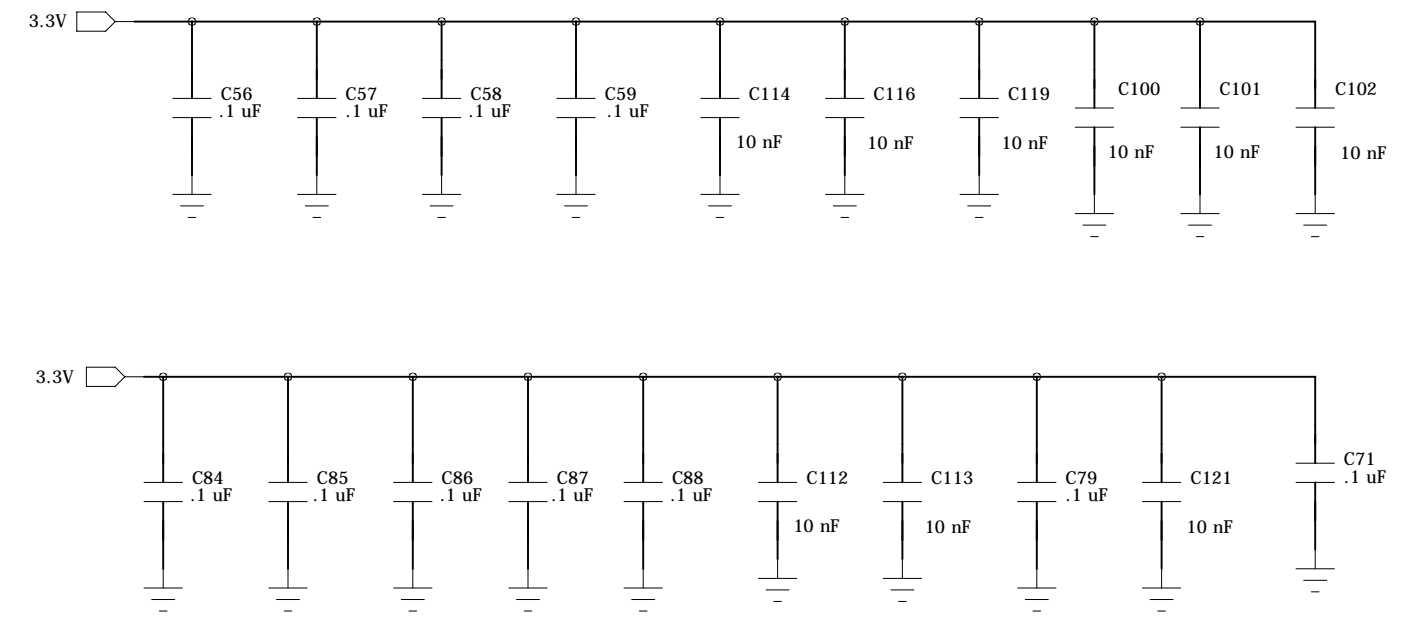 3.3V
C56
.1 uF
C57
.1 uF
C58
.1 uF
C59
.1 uF
C114
10 nF
C116
10 nF
C119
10 nF
C100
10 nF
C101
10 nF
C102
10 nF
3.3V
C84
.1 uF
C85
.1 uF
C86
.1 uF
C87
.1 uF
C88
.1 uF
C112
10 nF
C113
10 nF
C79
.1 uF
C121
10 nF
C71
.1 uF